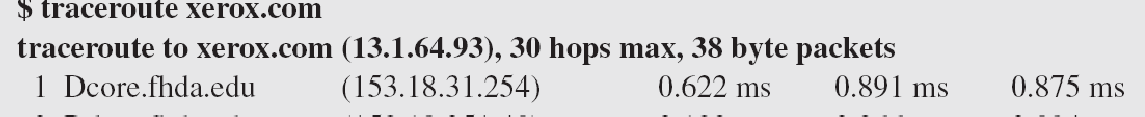 $ traceroute xerox.com
traceroute to xerox.com (13.1.64.93), 30 hops max, 38 byte packets
1 Dcore.fhda.edu (153.18.31.254) 0.622 ms 0.891 ms 0.875 ms